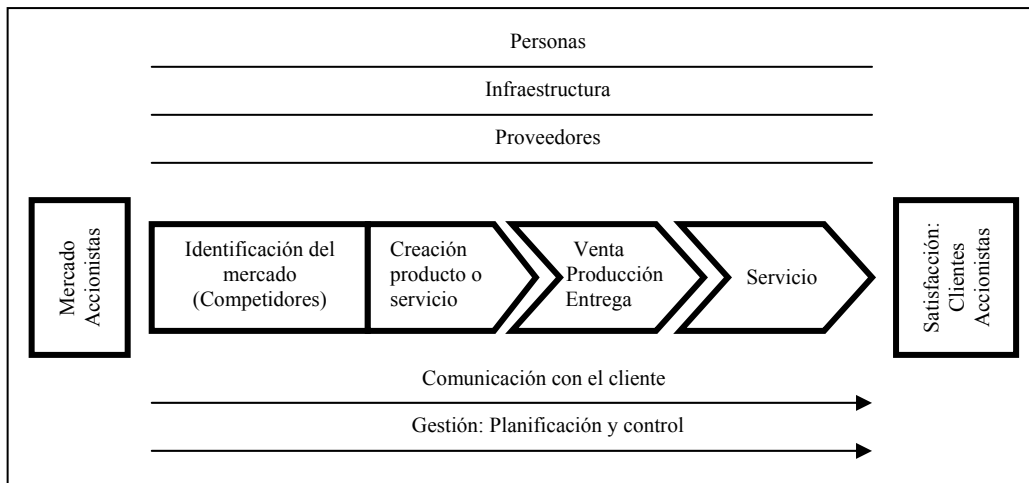 Personas
Infraestructura
Proveedores
Mercado
Accionistas
Identificación del
mercado
(Competidores)
Creación
producto o
servicio
Venta
Producción
Entrega
Servicio
Satisfacción:
Clientes
Accionistas
Comunicación con el cliente
Gestión: Planificación y control